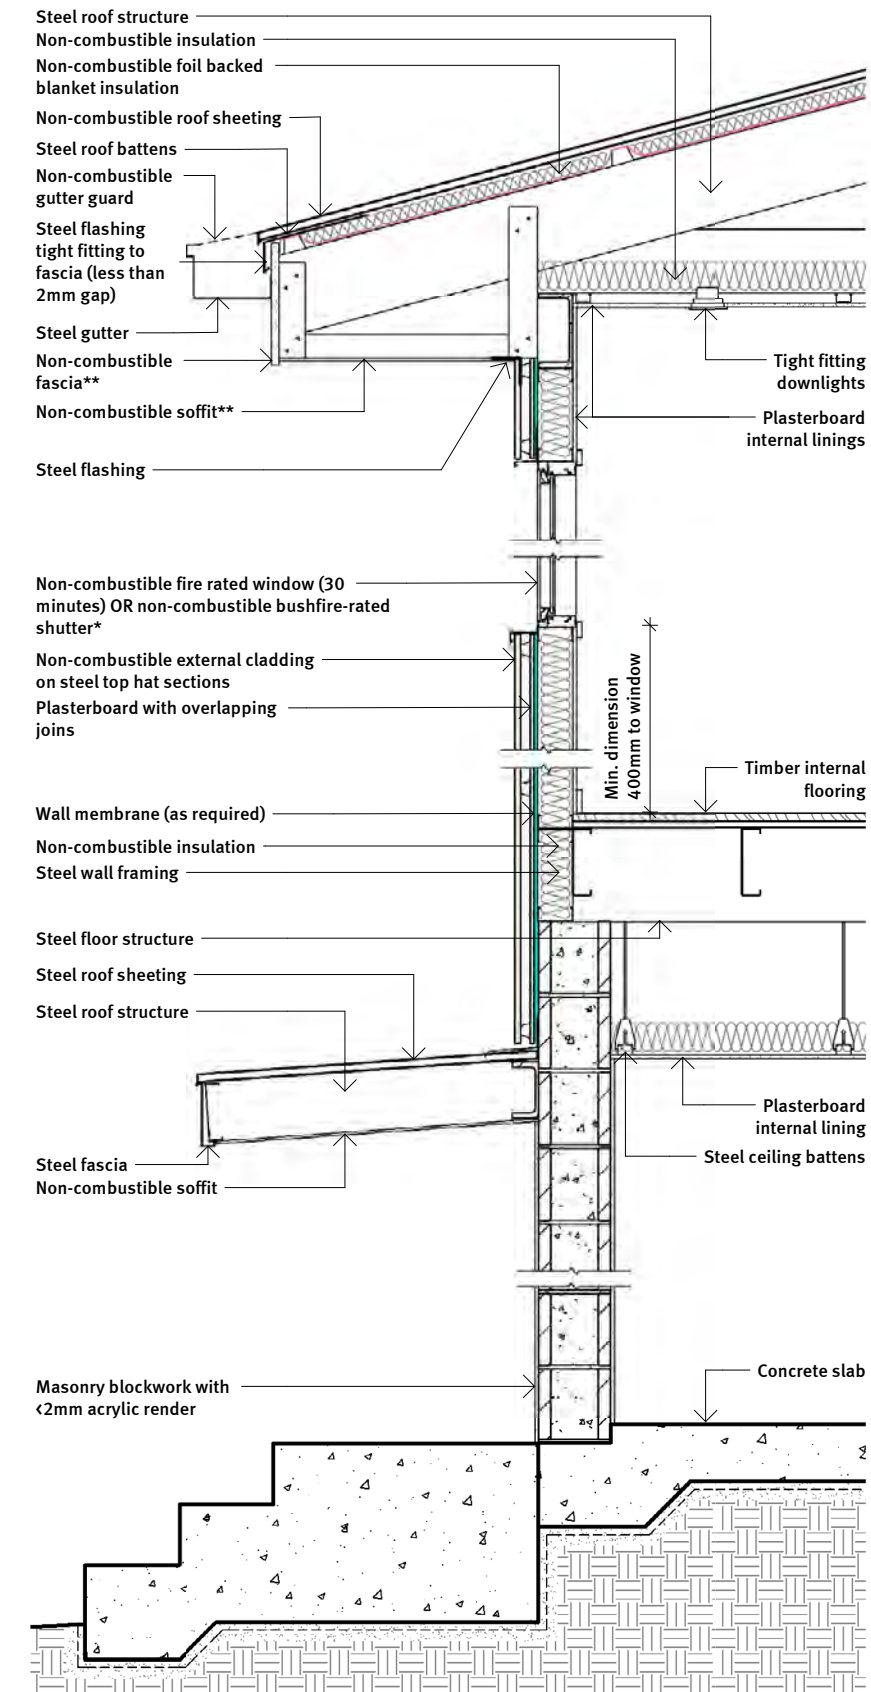 Steel roof structure
Non-combustible insulation
Non-combustible foil backed
blanket insulation
Non-combustible roof sheeting
Steel roof battens
Non-combustible
gutter guard
Steel flashing
tight fitting to
fascia (less than
2mm gap)
Steel gutter
Non-combustible
fascia**
Non-combustible soffit**
Steel flashing
Tight fitting
downlights
Plasterboard
internal linings
Non-combustible fire rated window (30
minutes) OR non-combustible bushfire-rated
shutter*
Non-combustible external cladding
on steel top hat sections
Plasterboard with overlapping
joins
Min. dimension
400mm to window
Timber internal
flooring
Wall membrane (as required)
Non-combustible insulation
Steel wall framing
Steel floor structure
Steel roof sheeting
Steel roof structure
Plasterboard
internal lining
Steel ceiling battens
Steel fascia
Non-combustible soffit
Concrete slab
Masonry blockwork with
<2mm acrylic render